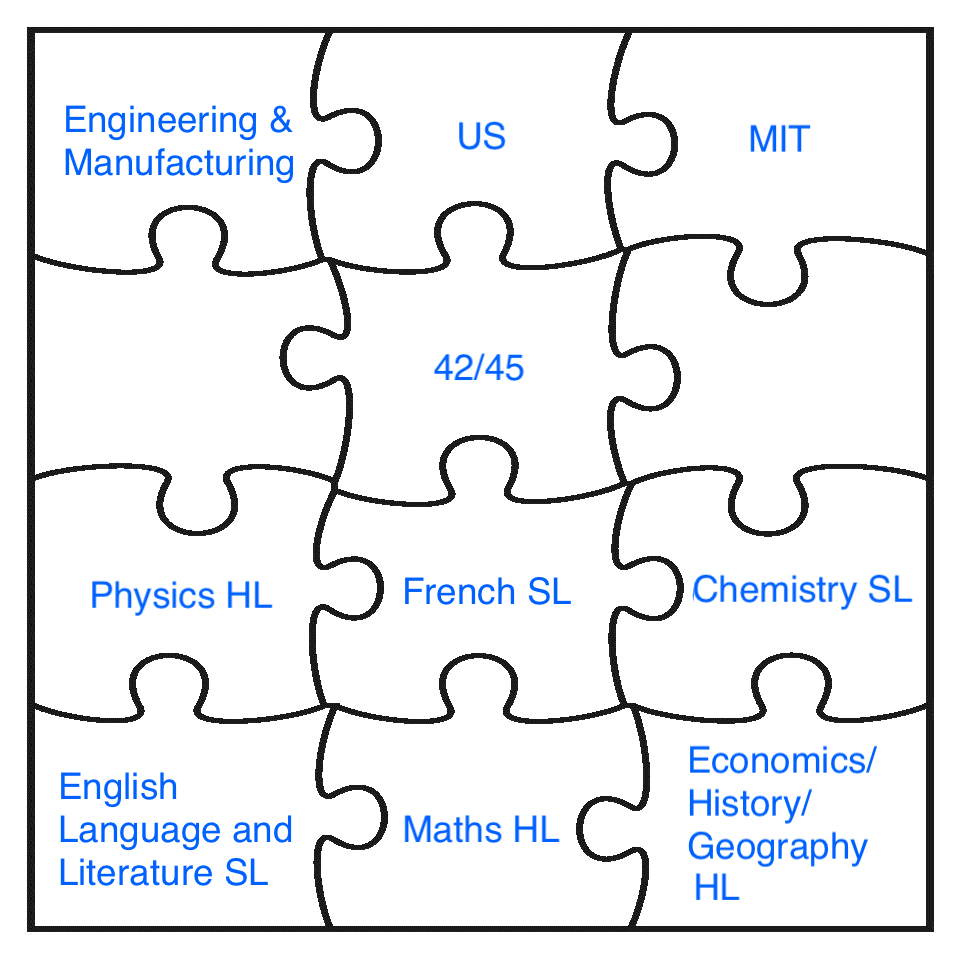 Engineering &
Manufacturing
US
MIT
42/45
Physics HL
French SL
Chemistry SL
English
Language and
Literature SL
Maths HL
Economics/
History/
Geography
HL